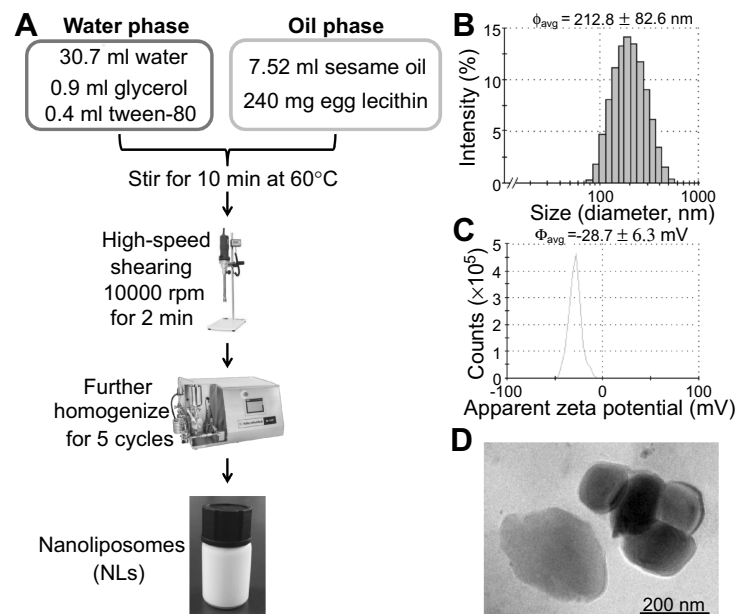 A
Water phase
30.7 ml water
0.9 ml glycerol
0.4 ml tween-80
Oil phase
7.52 ml sesame oil
240 mg egg lecithin
Stir for 10 min at 60°C
High-speed
shearing
10000 rpm
for 2 min
Further
homogenize
for 5 cycles
Nanoliposomes
(NLs)
B
ϕavg = 212.8 ± 82.6 nm
Intensity (%)
15
10
5
0
100
1000
Size (diameter, nm)
C
Φavg =-28.7 ± 6.3 mV
Counts (×10⁵)
5
4
3
2
1
0
-100
0
100
Apparent zeta potential (mV)
D
200 nm